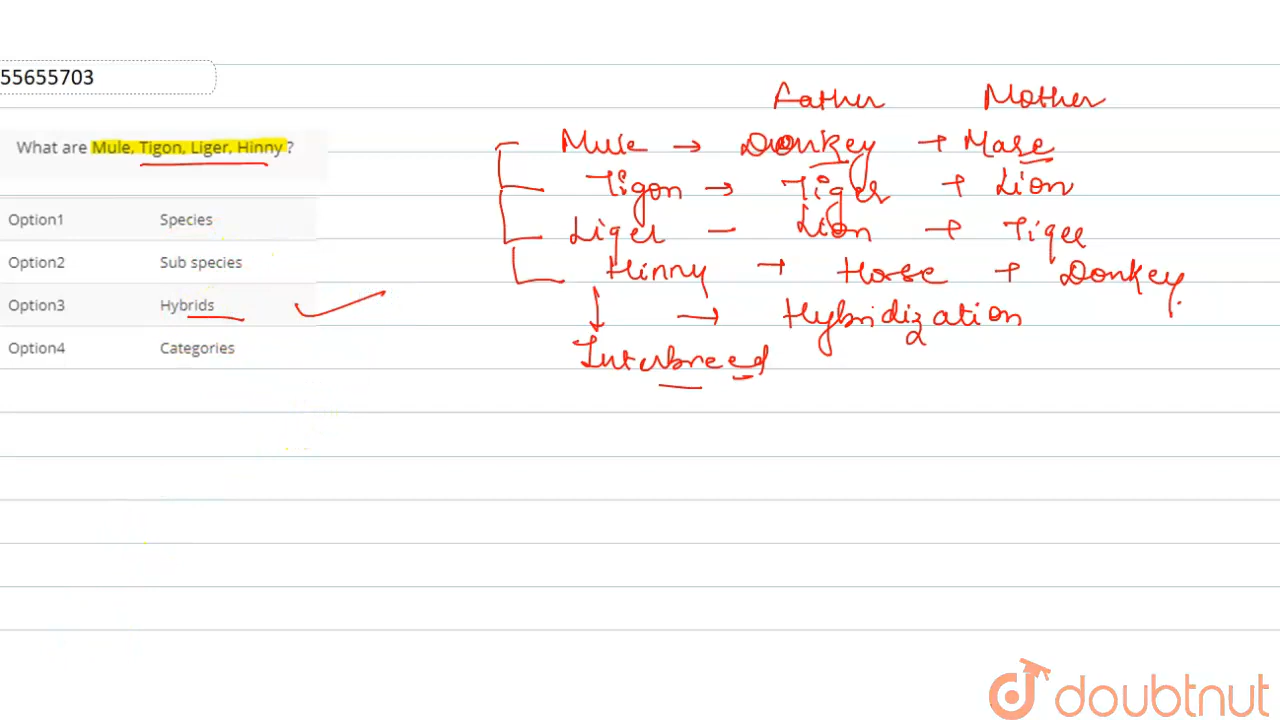 55655703
What are Mule, Tigon, Liger, Hinny ?
Option1 Species
Option2 Sub species
Option3 Hybrids
Option4 Categories
Father Mother
Mule → Donkey + Mare
Tigon → Tiger + Lion
Liger – Lion + Tiger
Hinny → Horse + Donkey
↓ → Hybridization
Interbreed
doubtnut